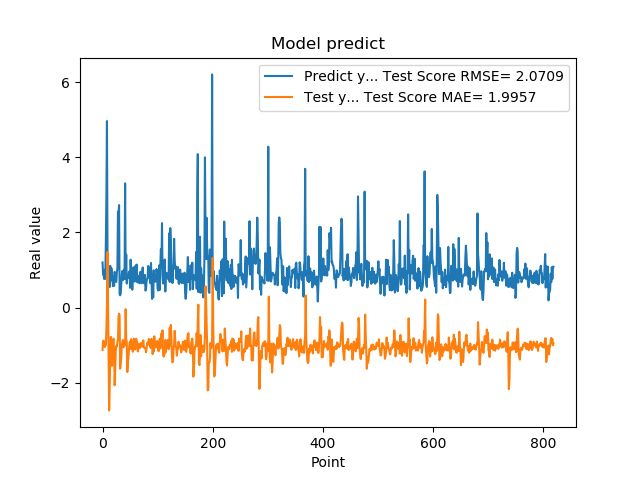 Model predict
Predict y... Test Score RMSE= 2.0709
Test y... Test Score MAE= 1.9957
Real value
6
4
2
0
−2
0 200 400 600 800
Point